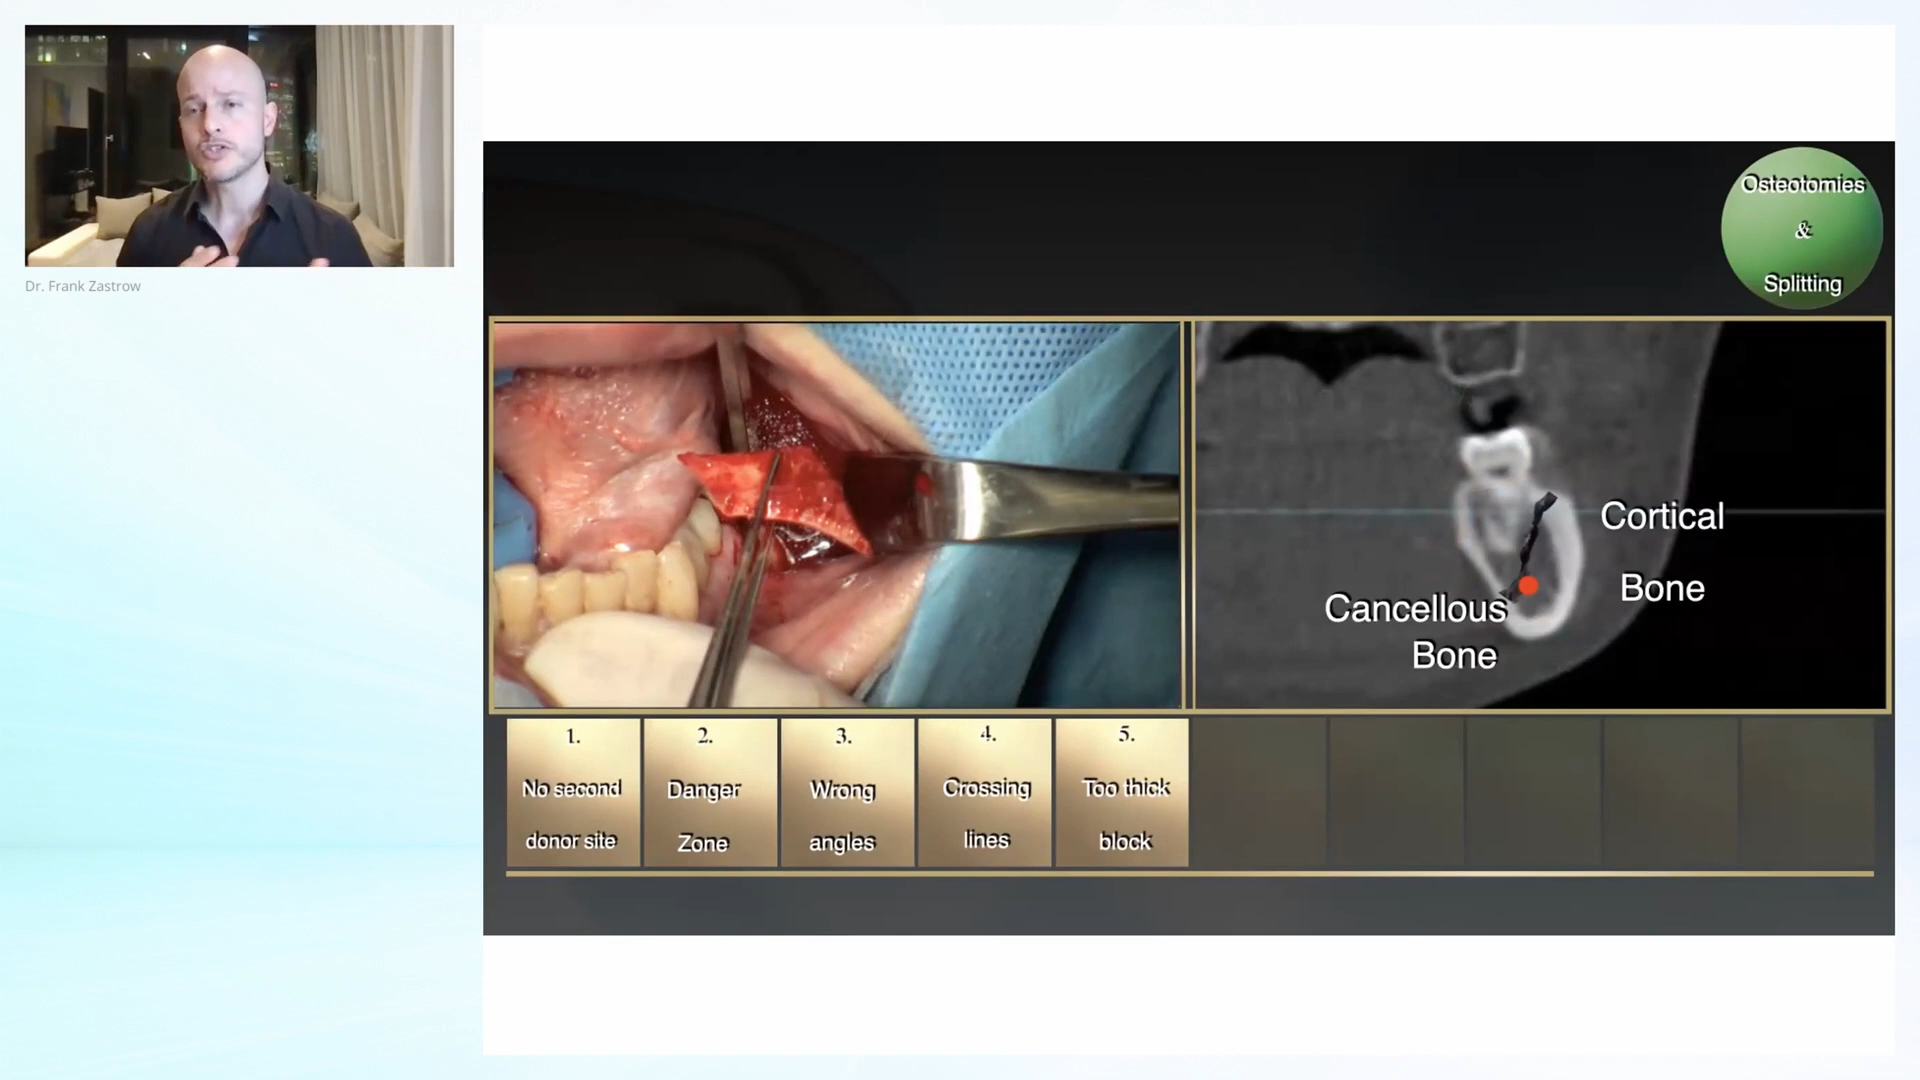 Dr. Frank Zastrow
Osteotomies
&
Splitting
Cortical
Bone
Cancellous
Bone
1.
No second
donor site
2.
Danger
Zone
3.
Wrong
angles
4.
Crossing
lines
5.
Too thick
block